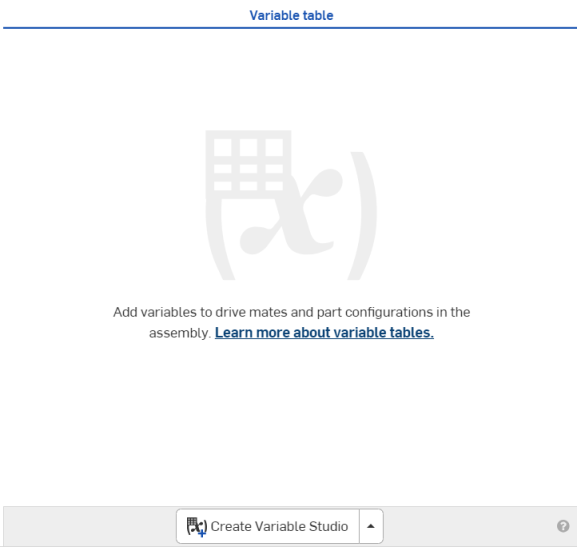 Variable table
Add variables to drive mates and part configurations in the
assembly. Learn more about variable tables.
Create Variable Studio